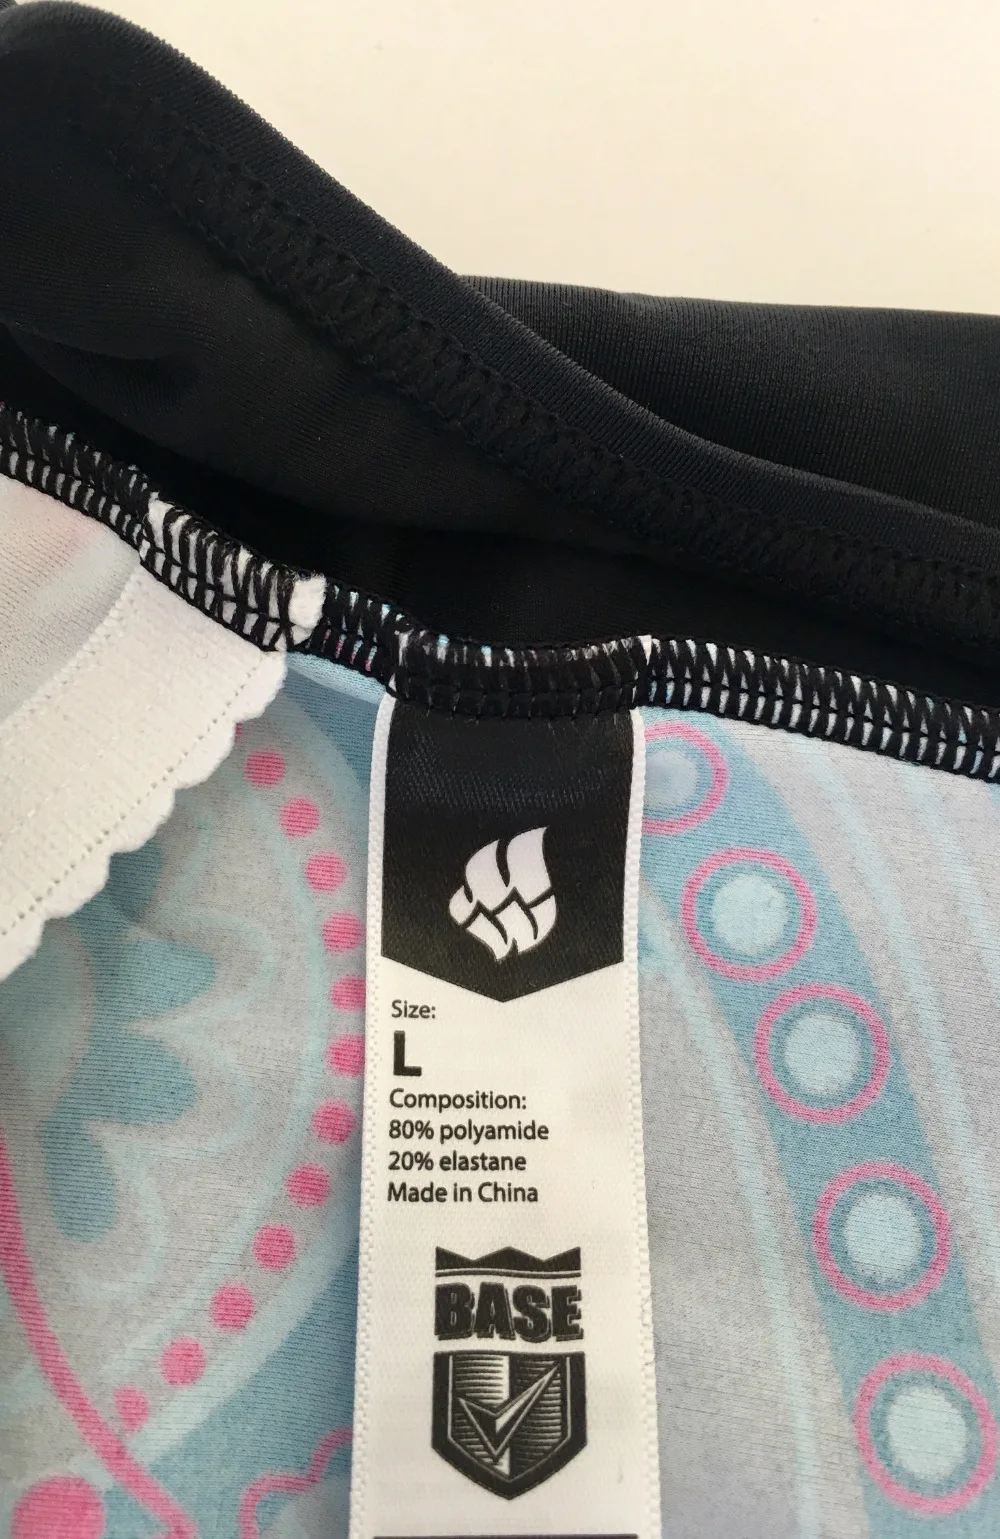 Size:
L
Composition:
80% polyamide
20% elastane
Made in China
BASE